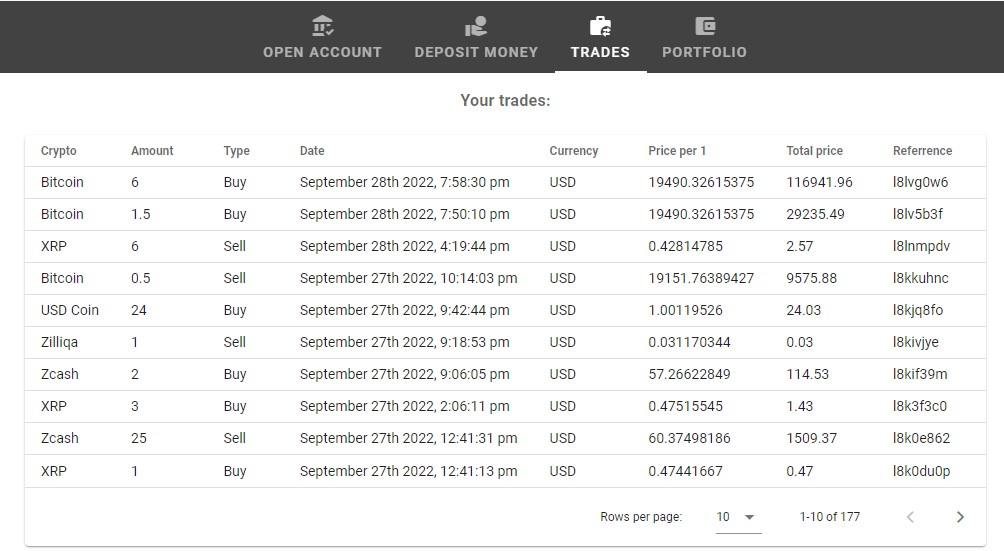 OPEN ACCOUNT DEPOSIT MONEY TRADES PORTFOLIO
Your trades:
Crypto Amount Type Date Currency Price per 1 Total price Referrence
Bitcoin 6 Buy September 28th 2022, 7:58:30 pm USD 19490.32615375 116941.96 l8lvg0w6
Bitcoin 1.5 Buy September 28th 2022, 7:50:10 pm USD 19490.32615375 29235.49 l8lv5b3f
XRP 6 Sell September 28th 2022, 4:19:44 pm USD 0.42814785 2.57 l8lnmpdv
Bitcoin 0.5 Sell September 27th 2022, 10:14:03 pm USD 19151.76389427 9575.88 l8kkuhnc
USD Coin 24 Buy September 27th 2022, 9:42:44 pm USD 1.00119526 24.03 l8kjq8fo
Zilliqa 1 Sell September 27th 2022, 9:18:53 pm USD 0.031170344 0.03 l8kivjye
Zcash 2 Buy September 27th 2022, 9:06:05 pm USD 57.26622849 114.53 l8kif39m
XRP 3 Buy September 27th 2022, 2:06:11 pm USD 0.47515545 1.43 l8k3f3c0
Zcash 25 Sell September 27th 2022, 12:41:31 pm USD 60.37498186 1509.37 l8k0e862
XRP 1 Buy September 27th 2022, 12:41:13 pm USD 0.47441667 0.47 l8k0du0p
Rows per page: 10 1-10 of 177